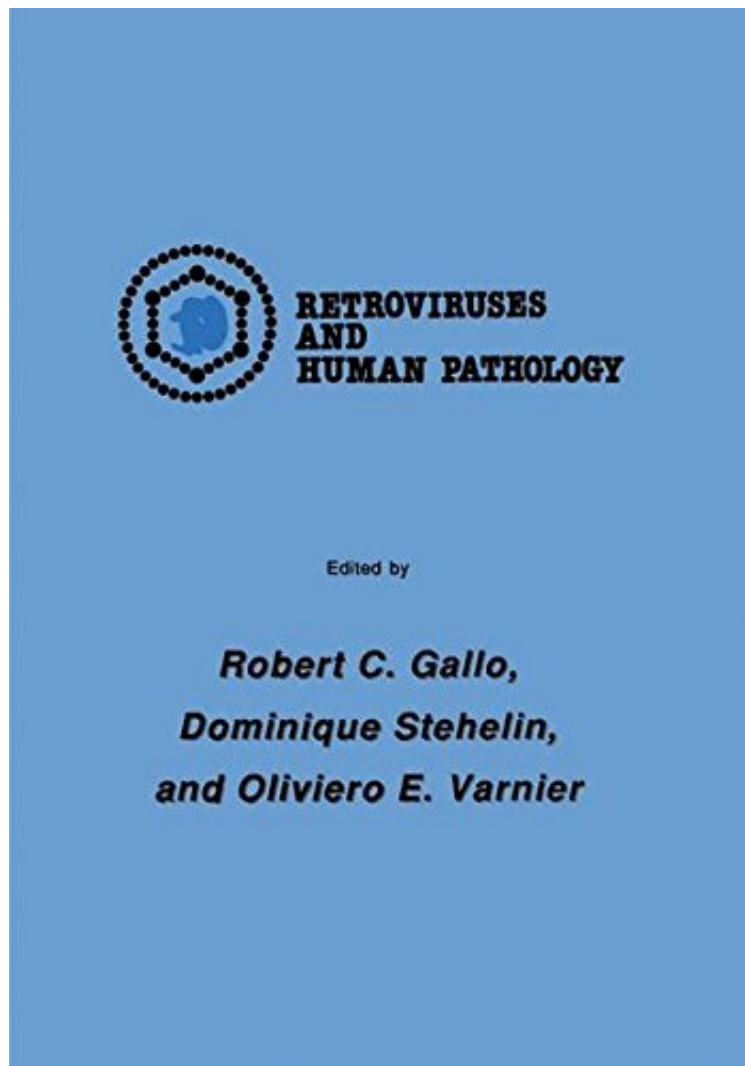 RETROVIRUSES
AND
HUMAN PATHOLOGY
Edited by
Robert C. Gallo,
Dominique Stehelin,
and Oliviero E. Varnier